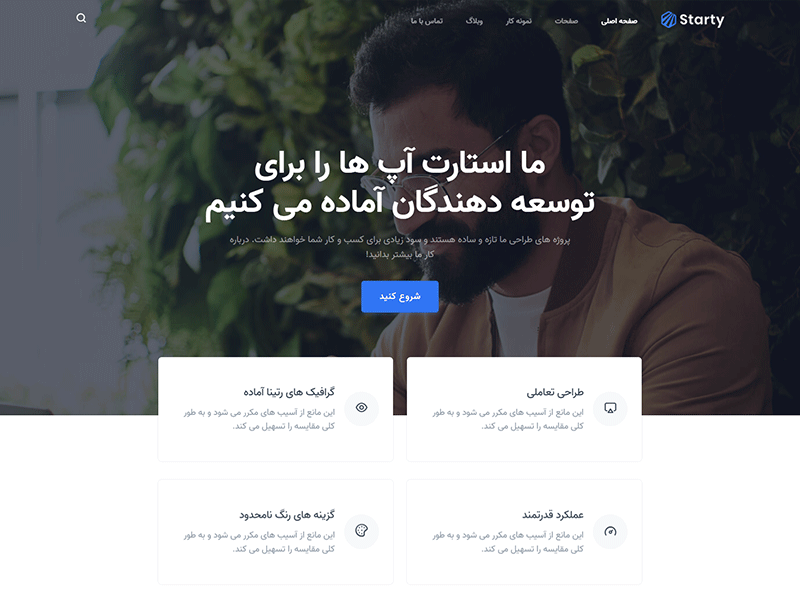 Starty
صفحه اصلی
صفحات
نمونه کار
وبلاگ
تماس با ما
ما استارت آپ ها را برای
توسعه دهندگان آماده می کنیم
پروژه های طراحی ما تازه و ساده هستند و سود زیادی برای کسب و کار شما خواهند داشت. درباره
کار ما بیشتر بدانید!
شروع کنید
طراحی تعاملی
این مانع از آسیب های مکرر می شود و به طور
کلی مقایسه را تسهیل می کند.
گرافیک های رتینا آماده
این مانع از آسیب های مکرر می شود و به طور
کلی مقایسه را تسهیل می کند.
عملکرد قدرتمند
این مانع از آسیب های مکرر می شود و به طور
کلی مقایسه را تسهیل می کند.
گزینه های رنگ نامحدود
این مانع از آسیب های مکرر می شود و به طور
کلی مقایسه را تسهیل می کند.